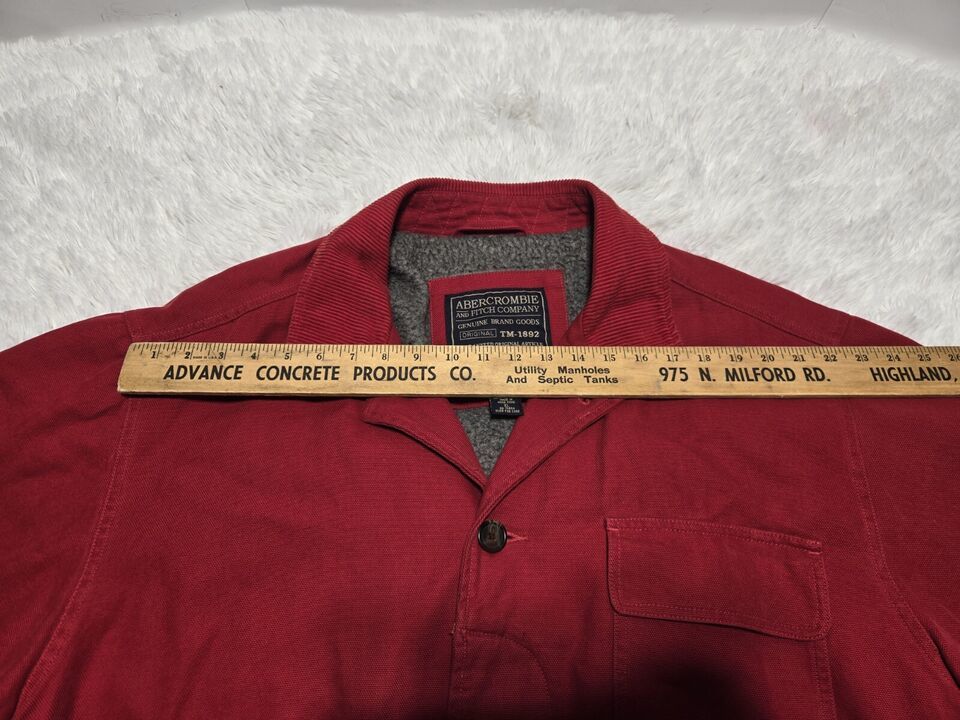 ABERCROMBIE
AND FITCH COMPANY
GENUINE BRAND GOODS
ORIGINAL TM-1892
1 2 3 4 5 6 7 8 9 10 11 12 13 14 15 16 17 18 19 20 21 22 23 24 25 26
MADE IN U.S.A.
ADVANCE CONCRETE PRODUCTS CO. Utility Manholes And Septic Tanks 975 N. MILFORD RD. HIGHLAND,